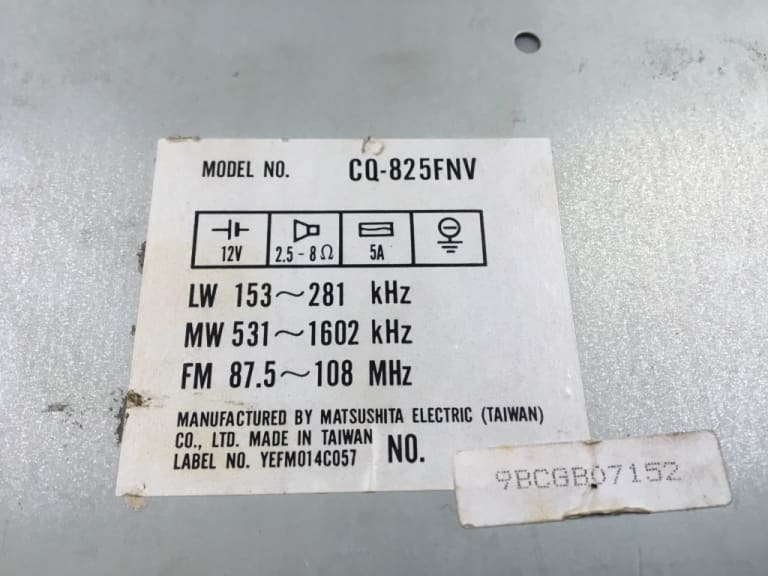 MODEL NO. CQ-825FNV
12V 2.5-8Ω 5A
LW 153~281 kHz
MW 531~1602 kHz
FM 87.5~108 MHz
MANUFACTURED BY MATSUSHITA ELECTRIC (TAIWAN)
CO., LTD. MADE IN TAIWAN
LABEL NO. YEFM014C057 NO.
9BCGB07152